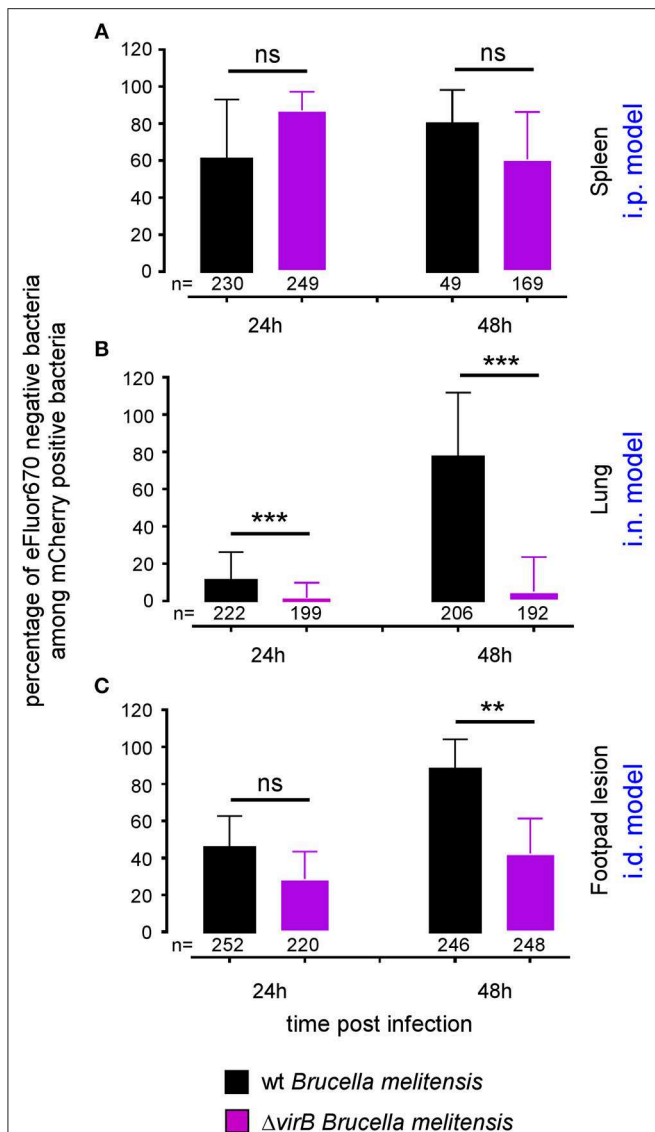 percentage of eFluor670 negative bacteria
among mCherry positive bacteria
A
120
100
80
60
40
20
0
ns
ns
n= 230 249 49 169
24h 48h
Spleen
i.p. model
B
120
100
80
60
40
20
0
***
***
n= 222 199 206 192
24h 48h
Lung
i.n. model
C
120
100
80
60
40
20
0
ns
**
n= 252 220 246 248
24h 48h
Footpad lesion
i.d. model
time post infection
wt Brucella melitensis
ΔvirB Brucella melitensis